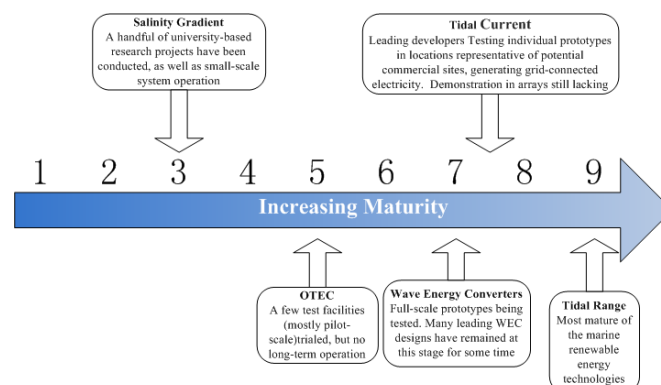 Salinity Gradient
A handful of university-based
research projects have been
conducted, as well as small-scale
system operation
Tidal Current
Leading developers Testing individual prototypes
in locations representative of potential
commercial sites, generating grid-connected
electricity. Demonstration in arrays still lacking
1 2 3 4 5 6 7 8 9
Increasing Maturity
OTEC
A few test facilities
(mostly pilot-
scale)trialed, but no
long-term operation
Wave Energy Converters
Full-scale prototypes being
tested. Many leading WEC
designs have remained at
this stage for some time
Tidal Range
Most mature of
the marine
renewable
energy
technologies